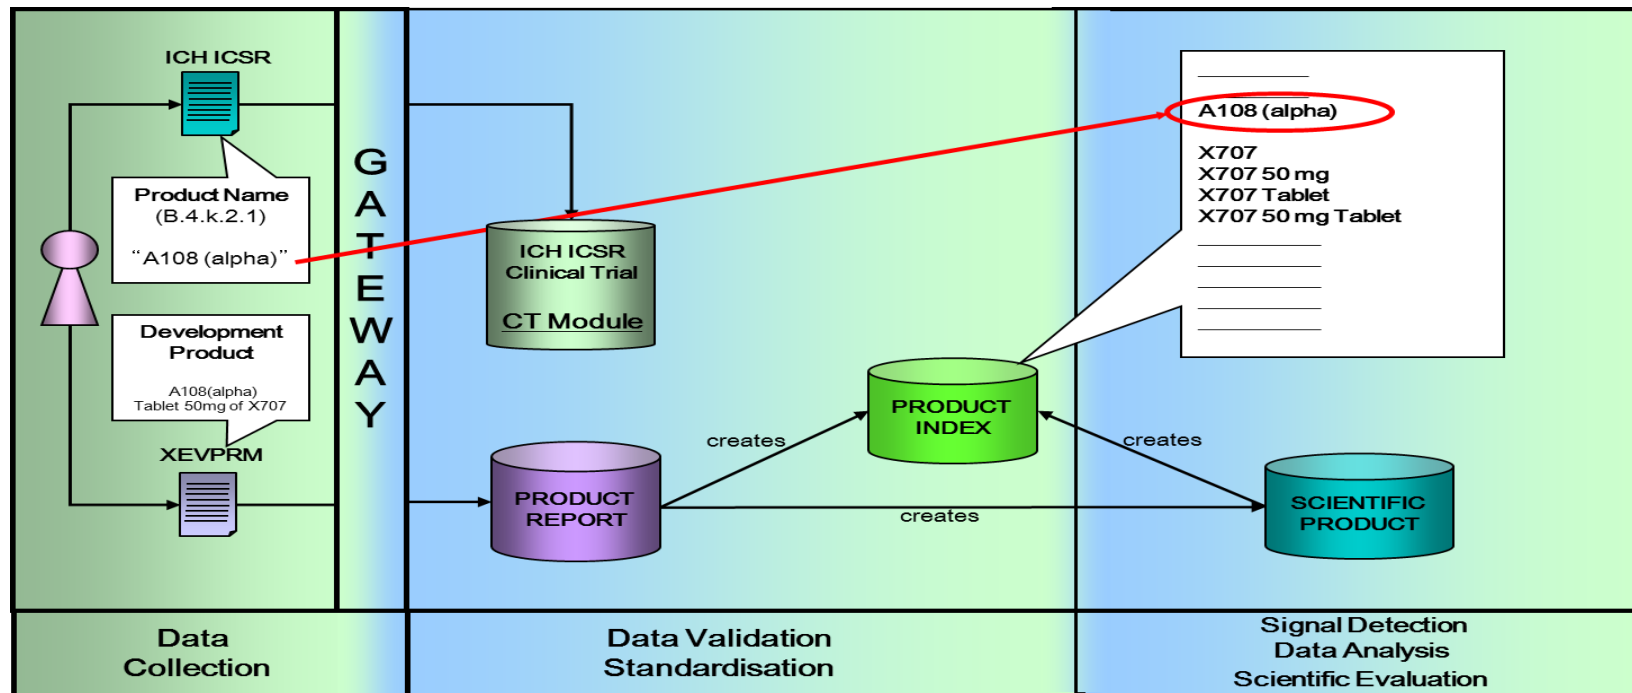 ICH ICSR
Product Name
(B.4.k.2.1)
“A108 (alpha)”
Development
Product
A108(alpha)
Tablet 50mg of X707
XEVPRM
GATEWAY
ICH ICSR
Clinical Trial
CT Module
PRODUCT
REPORT
creates
creates
PRODUCT
INDEX
creates
A108 (alpha)
X707
X707 50 mg
X707 Tablet
X707 50 mg Tablet
SCIENTIFIC
PRODUCT
Data
Collection
Data Validation
Standardisation
Signal Detection
Data Analysis
Scientific Evaluation